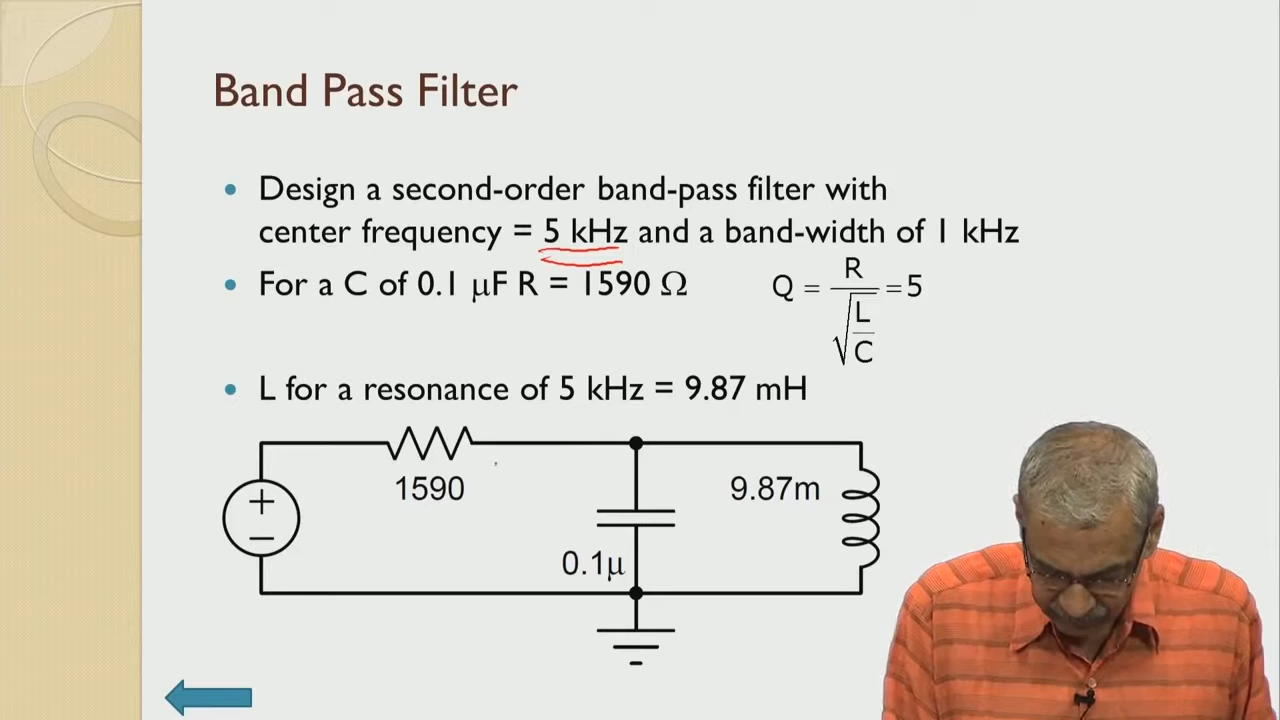 Band Pass Filter
• Design a second-order band-pass filter with
center frequency = 5 kHz and a band-width of 1 kHz
• For a C of 0.1 μF R = 1590 Ω
Q = R / √(L/C) = 5
• L for a resonance of 5 kHz = 9.87 mH
1590
9.87m
0.1μ